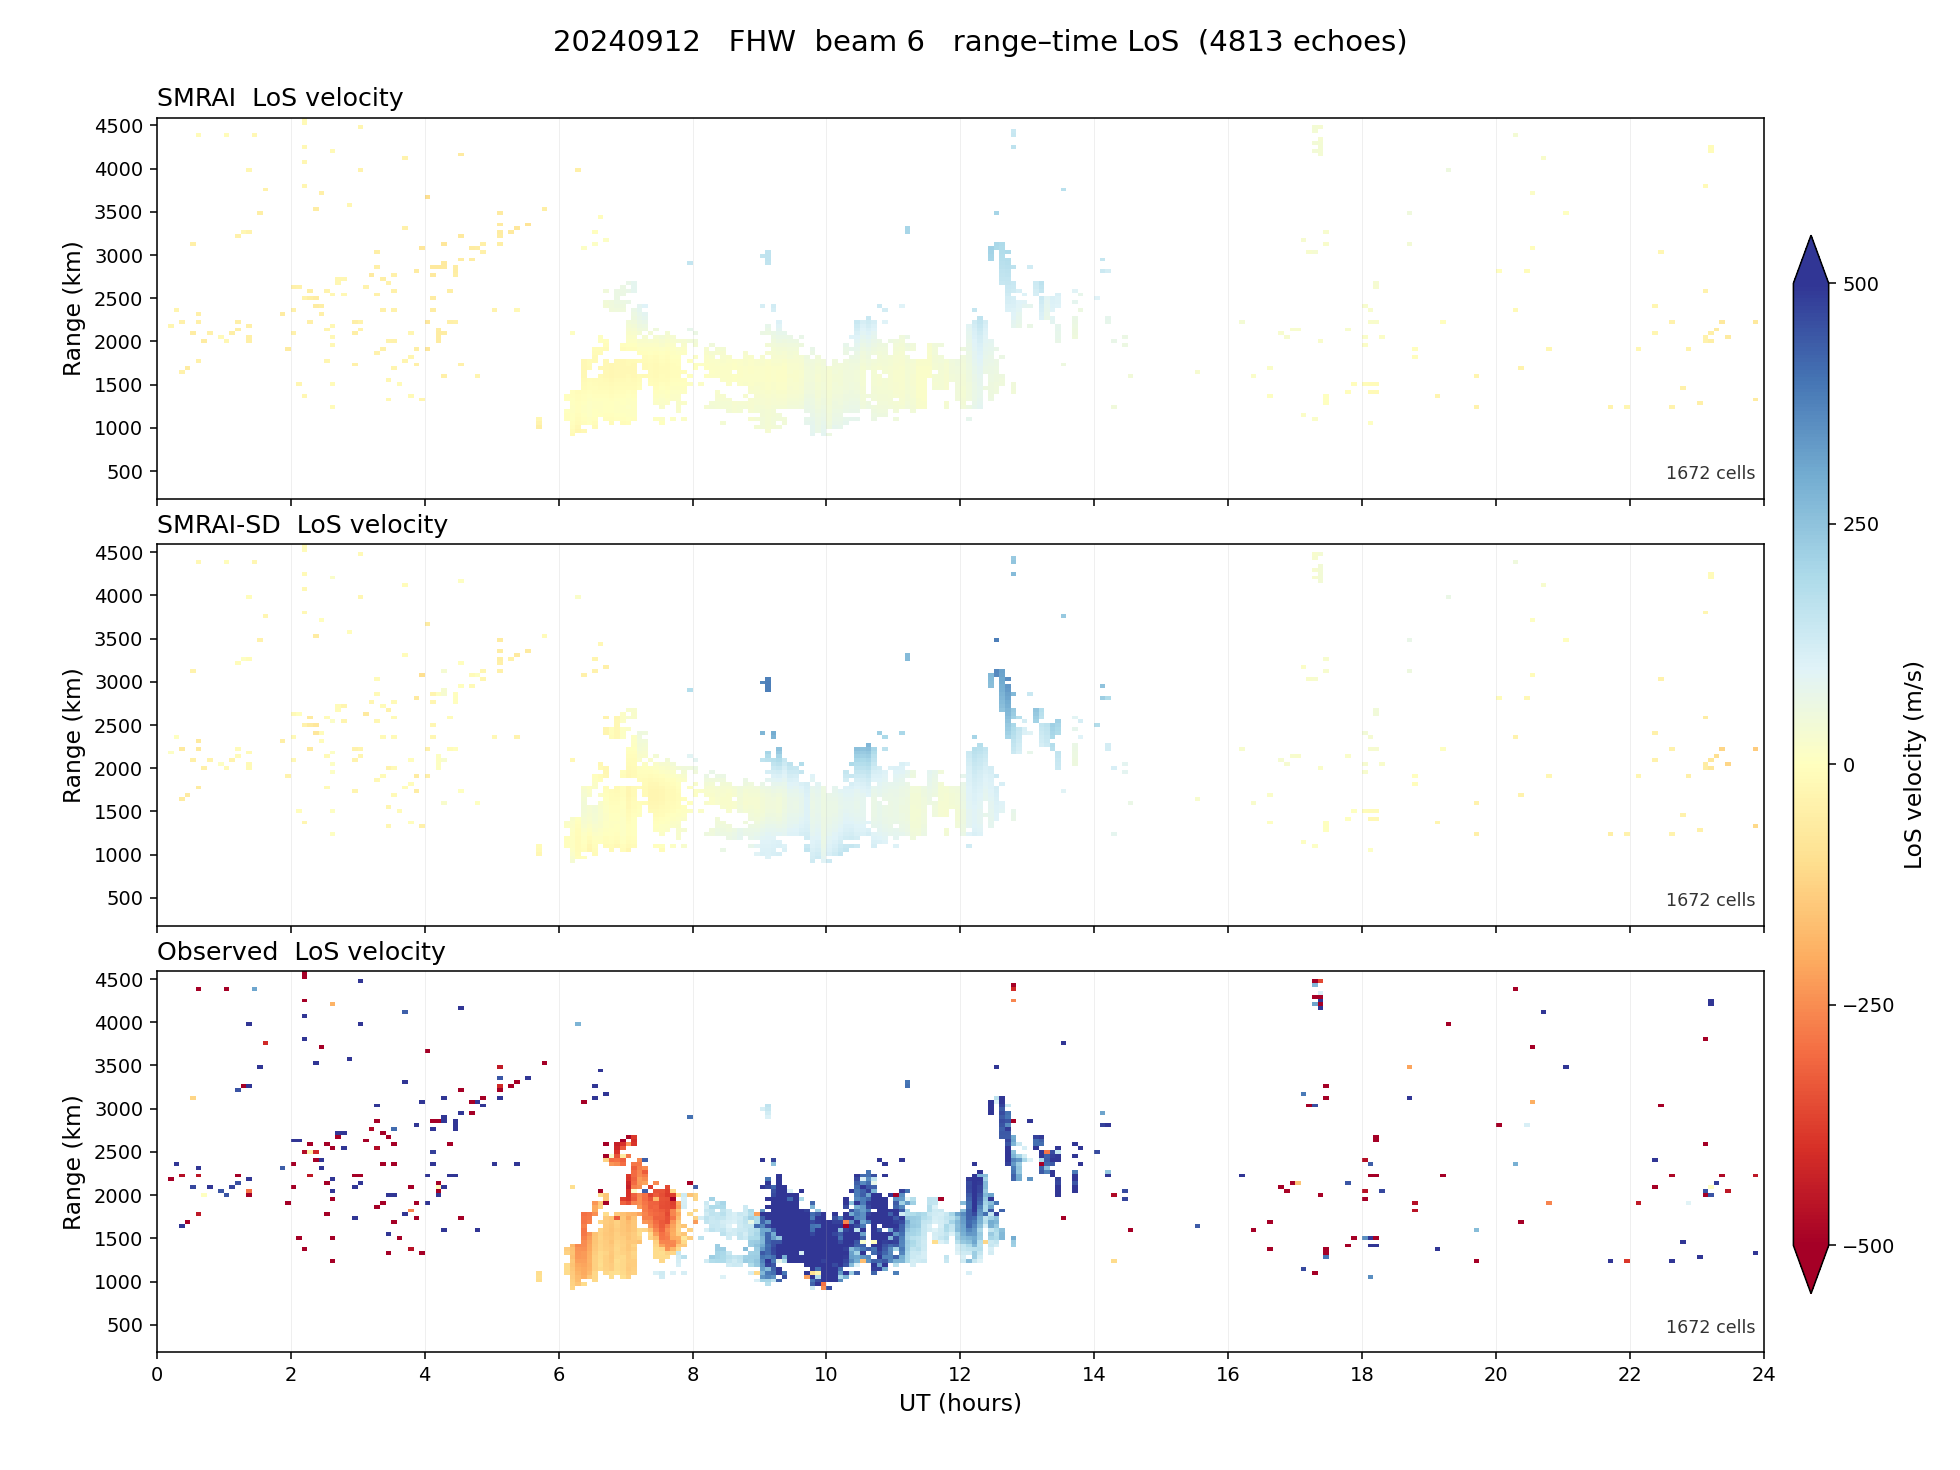 20240912 FHW beam 6 range–time LoS (4813 echoes)
SMRAI LoS velocity
4500
4000
3500
3000
2500
2000
1500
1000
500
Range (km)
1672 cells
SMRAI-SD LoS velocity
4500
4000
3500
3000
2500
2000
1500
1000
500
Range (km)
1672 cells
Observed LoS velocity
4500
4000
3500
3000
2500
2000
1500
1000
500
Range (km)
1672 cells
0 2 4 6 8 10 12 14 16 18 20 22 24
UT (hours)
500
250
0
−250
−500
LoS velocity (m/s)